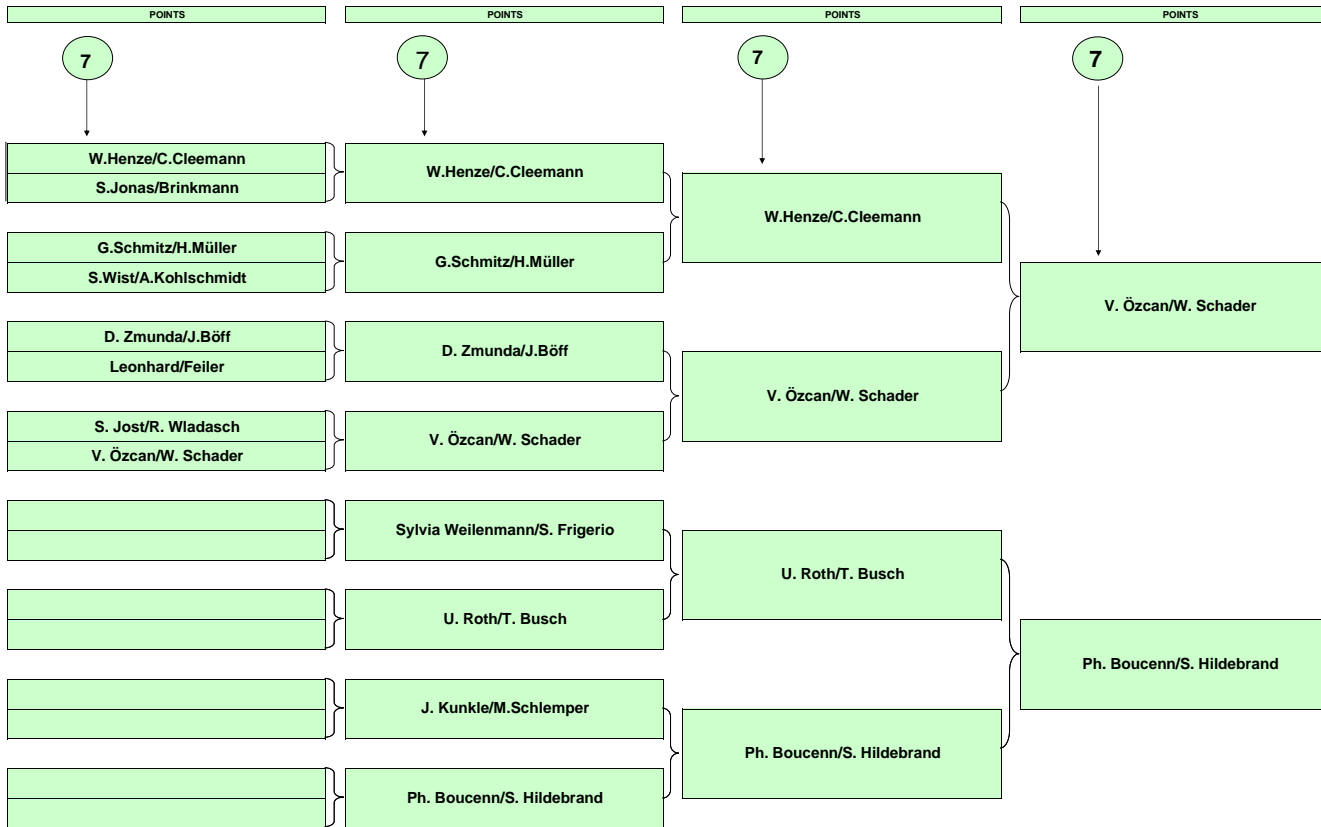 POINTS
POINTS
POINTS
POINTS
7
7
7
7
W.Henze/C.Cleemann
S.Jonas/Brinkmann
G.Schmitz/H.Müller
S.Wist/A.Kohlschmidt
D. Zmunda/J.Böff
Leonhard/Feiler
S. Jost/R. Wladasch
V. Özcan/W. Schader
W.Henze/C.Cleemann
G.Schmitz/H.Müller
D. Zmunda/J.Böff
V. Özcan/W. Schader
Sylvia Weilenmann/S. Frigerio
U. Roth/T. Busch
J. Kunkle/M.Schlemper
Ph. Boucenn/S. Hildebrand
W.Henze/C.Cleemann
V. Özcan/W. Schader
U. Roth/T. Busch
Ph. Boucenn/S. Hildebrand
V. Özcan/W. Schader
Ph. Boucenn/S. Hildebrand